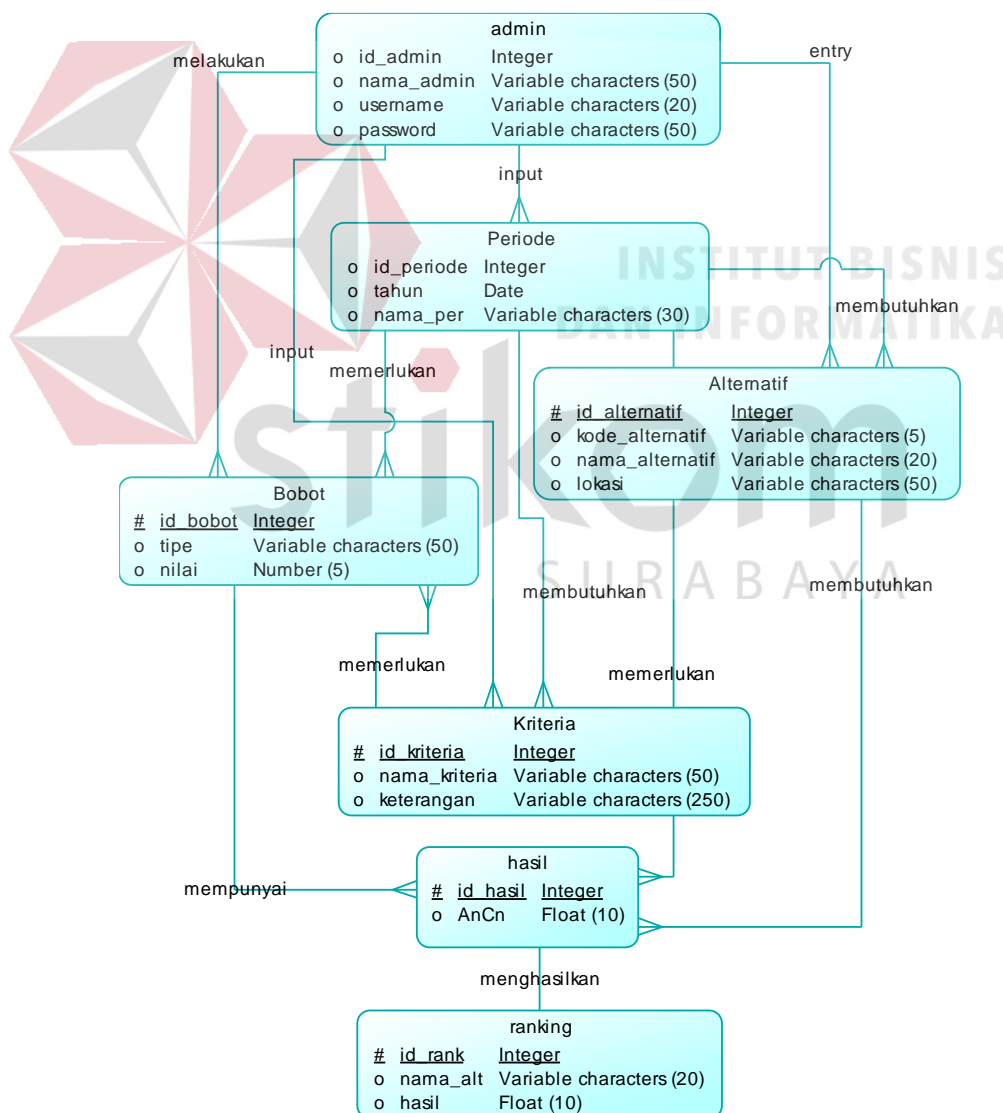 admin
o id_admin Integer
o nama_admin Variable characters (50)
o username Variable characters (20)
o password Variable characters (50)
melakukan
entry
input
Periode
o id_periode Integer
o tahun Date
o nama_per Variable characters (30)
INSTITUT BISNIS
DAN INFORMATIKA
membutuhkan
input
memerlukan
Alternatif
# id_alternatif Integer
o kode_alternatif Variable characters (5)
o nama_alternatif Variable characters (20)
o lokasi Variable characters (50)
stikom
SURABAYA
Bobot
# id_bobot Integer
o tipe Variable characters (50)
o nilai Number (5)
membutuhkan
membutuhkan
memerlukan
memerlukan
Kriteria
# id_kriteria Integer
o nama_kriteria Variable characters (50)
o keterangan Variable characters (250)
hasil
# id_hasil Integer
o AnCn Float (10)
mempunyai
menghasilkan
ranking
# id_rank Integer
o nama_alt Variable characters (20)
o hasil Float (10)